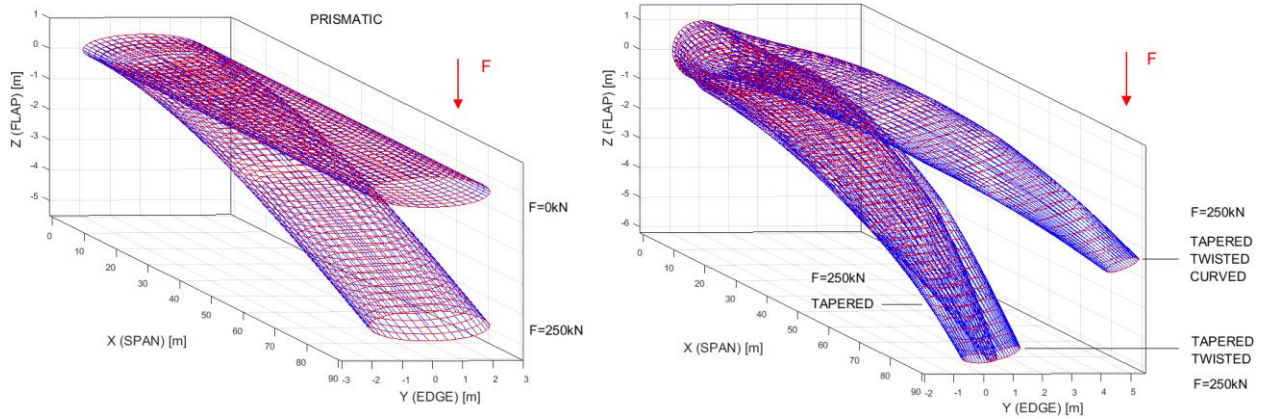 PRISMATIC
F
Z (FLAP) [m]
1
0
-1
-2
-3
-4
-5
F=0kN
F=250kN
0
10
20
30
40
50
60
70
80
90
X (SPAN) [m]
-3 -2 -1 0 1 2 3
Y (EDGE) [m]
F
Z (FLAP) [m]
1
0
-1
-2
-3
-4
-5
-6
F=250kN
TAPERED
TWISTED
CURVED
F=250kN
TAPERED
TAPERED
TWISTED
F=250kN
0
10
20
30
40
50
60
70
80
90
X (SPAN) [m]
-2 -1 0 1 2 3 4 5
Y (EDGE) [m]